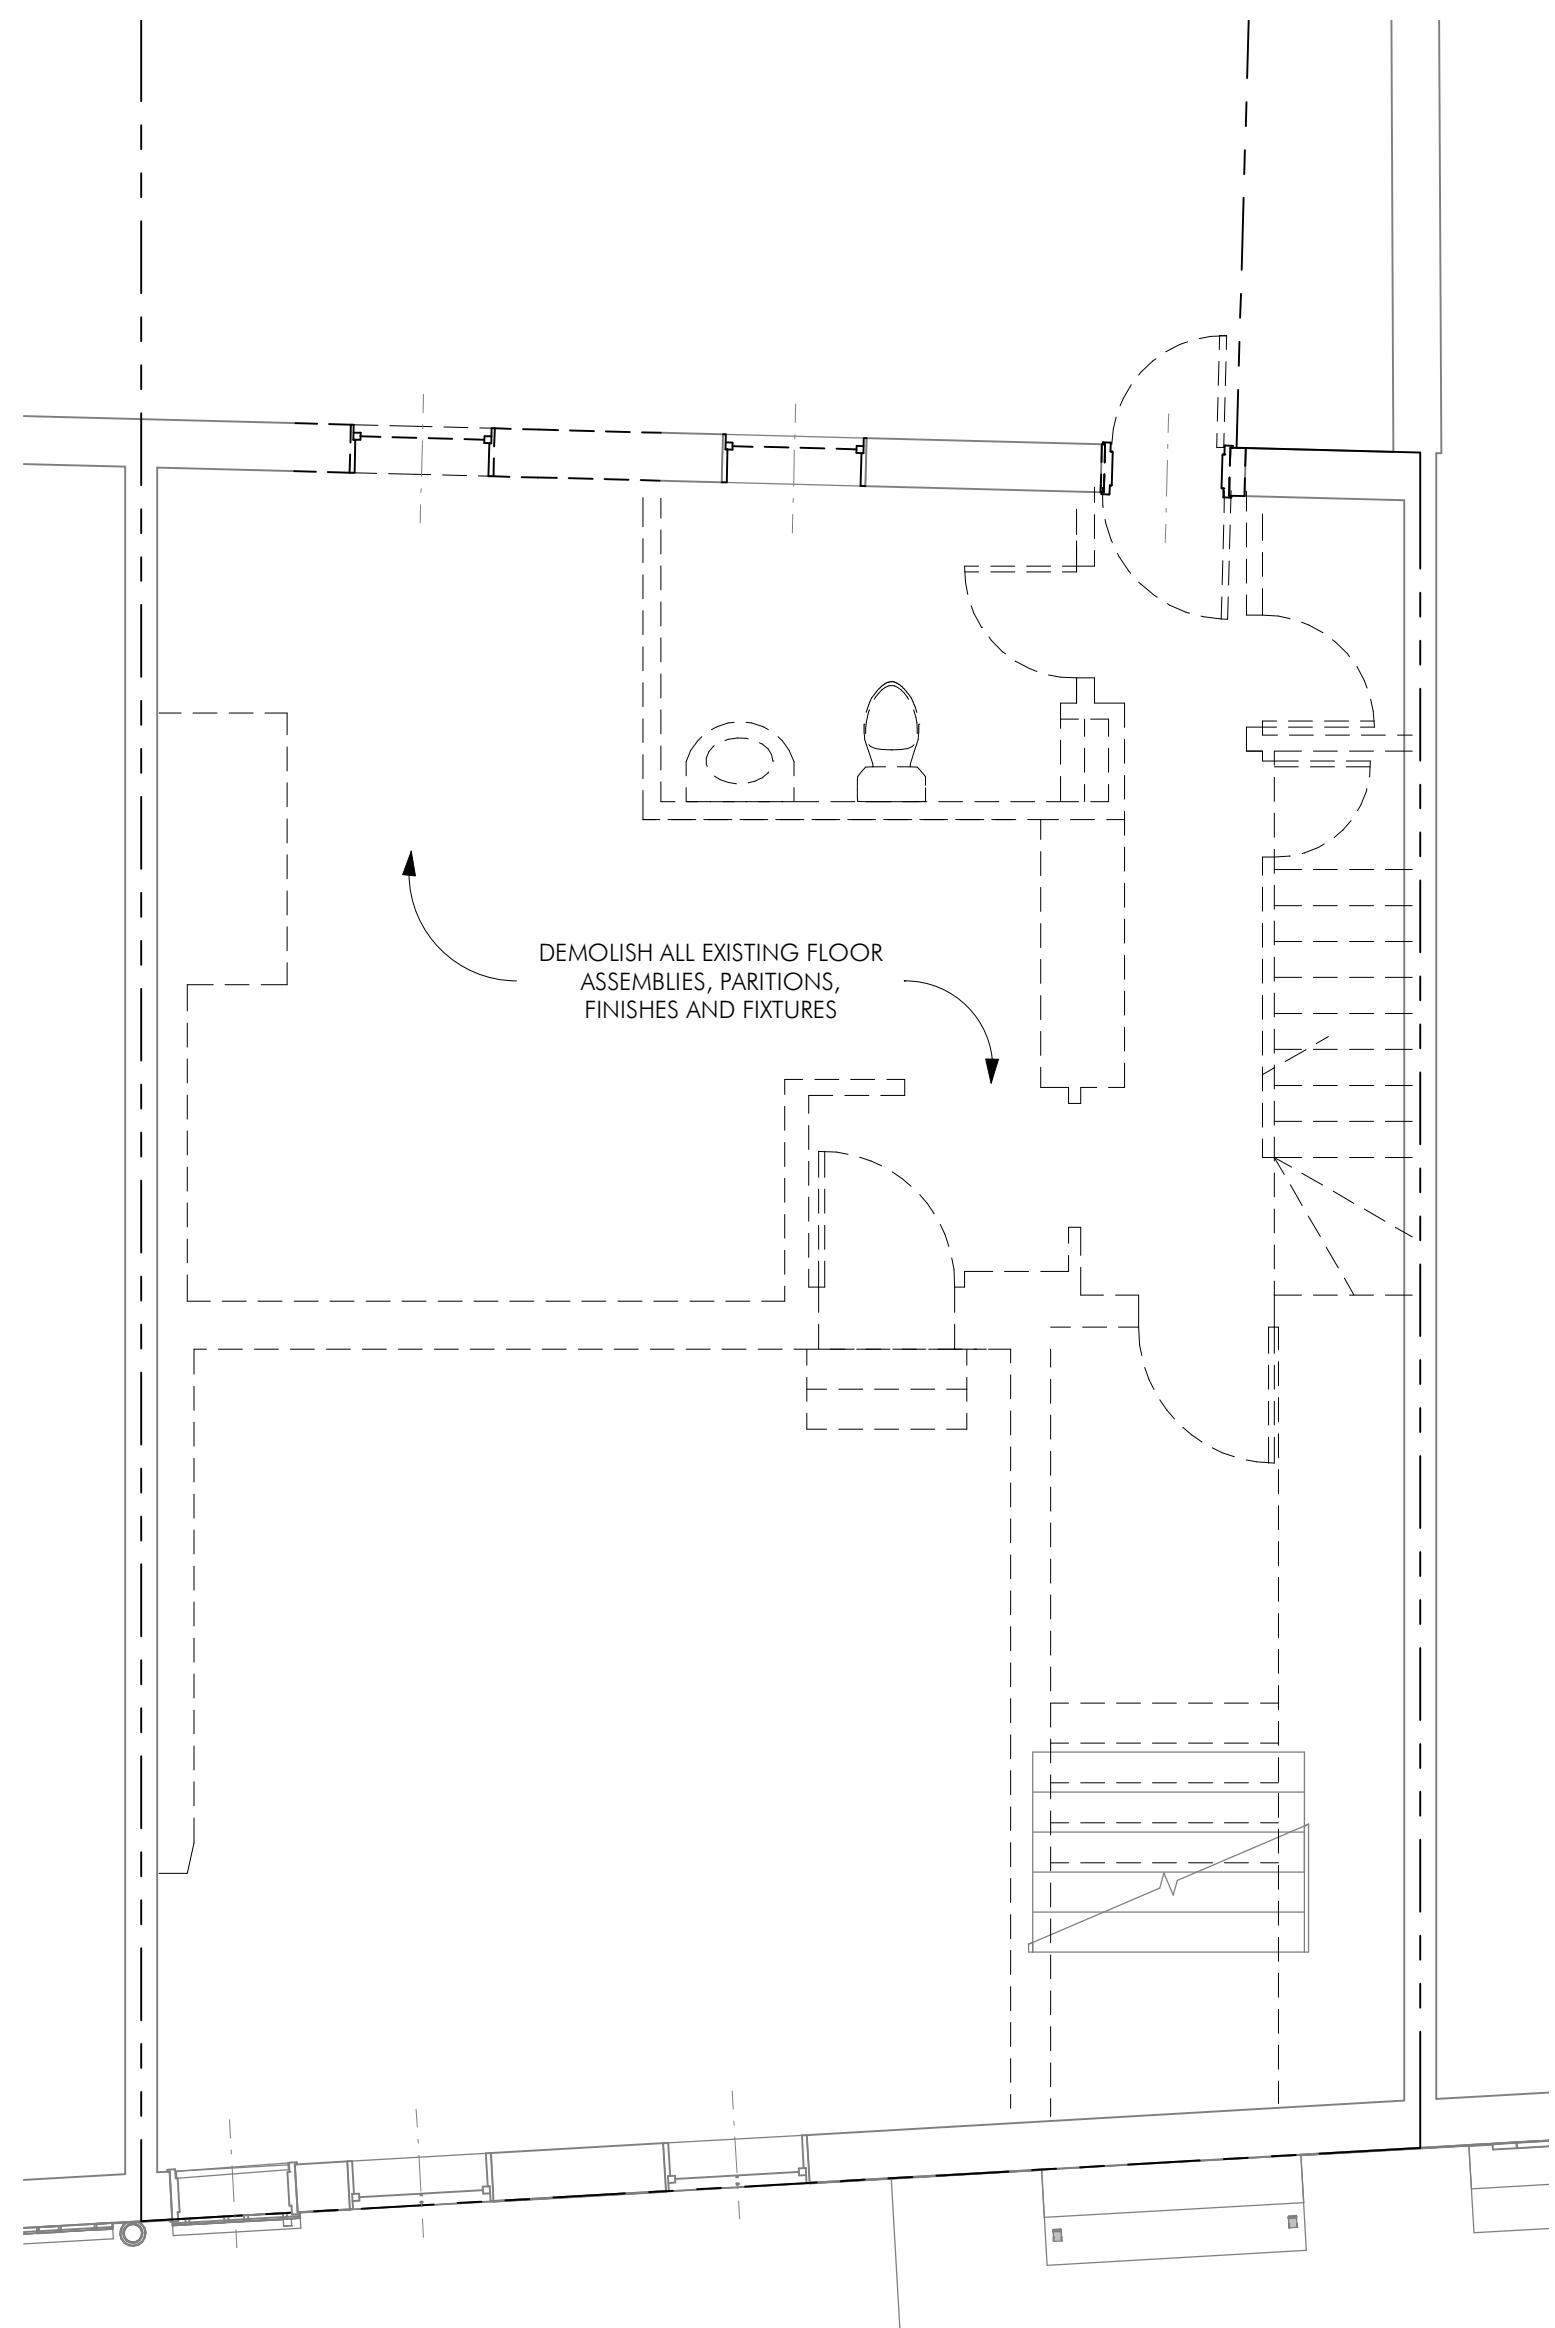 DEMOLISH ALL EXISTING FLOOR
ASSEMBLIES, PARITIONS,
FINISHES AND FIXTURES